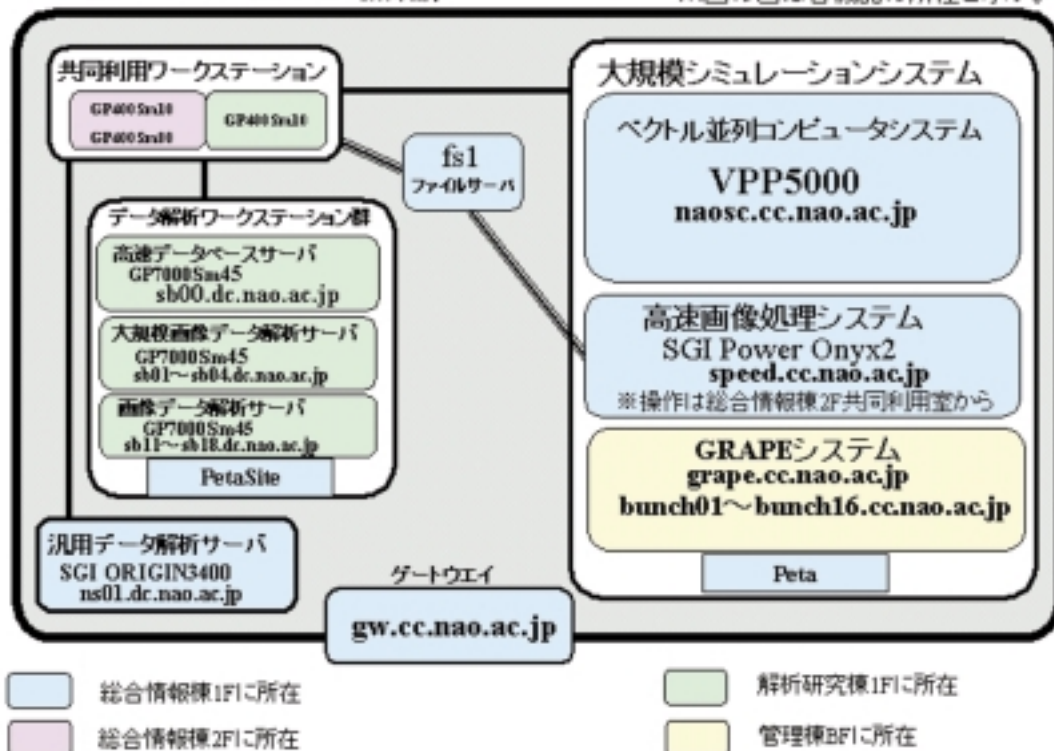 共同利用ワークステーション
GP400Sm10
GP400Sm10
大規模シミュレーションシステム
ベクトル並列コンピュータシステム
VPP5000
naosc.cc.nao.ac.jp
fs1
ファイルサーバ
データ解析ワークステーション群
高速データベースサーバ
GP7000Sm45
sb00.dc.nao.ac.jp
大規模画像データ解析サーバ
GP7000Sm45
sb01～sb04.dc.nao.ac.jp
画像データ解析サーバ
GP7000Sm45
sb11～sb18.dc.nao.ac.jp
PetaSite
高速画像処理システム
SGI Power Onyx2
speed.cc.nao.ac.jp
※操作は総合情報棟2F共同利用室から
GRAPEシステム
grape.cc.nao.ac.jp
bunch01～bunch16.cc.nao.ac.jp
Peta
汎用データ解析サーバ
SGI ORIGIN3400
ns01.dc.nao.ac.jp
ゲートウエイ
gw.cc.nao.ac.jp
総合情報棟1Fに所在
解析研究棟1Fに所在
総合情報棟2Fに所在
管理棟BFに所在